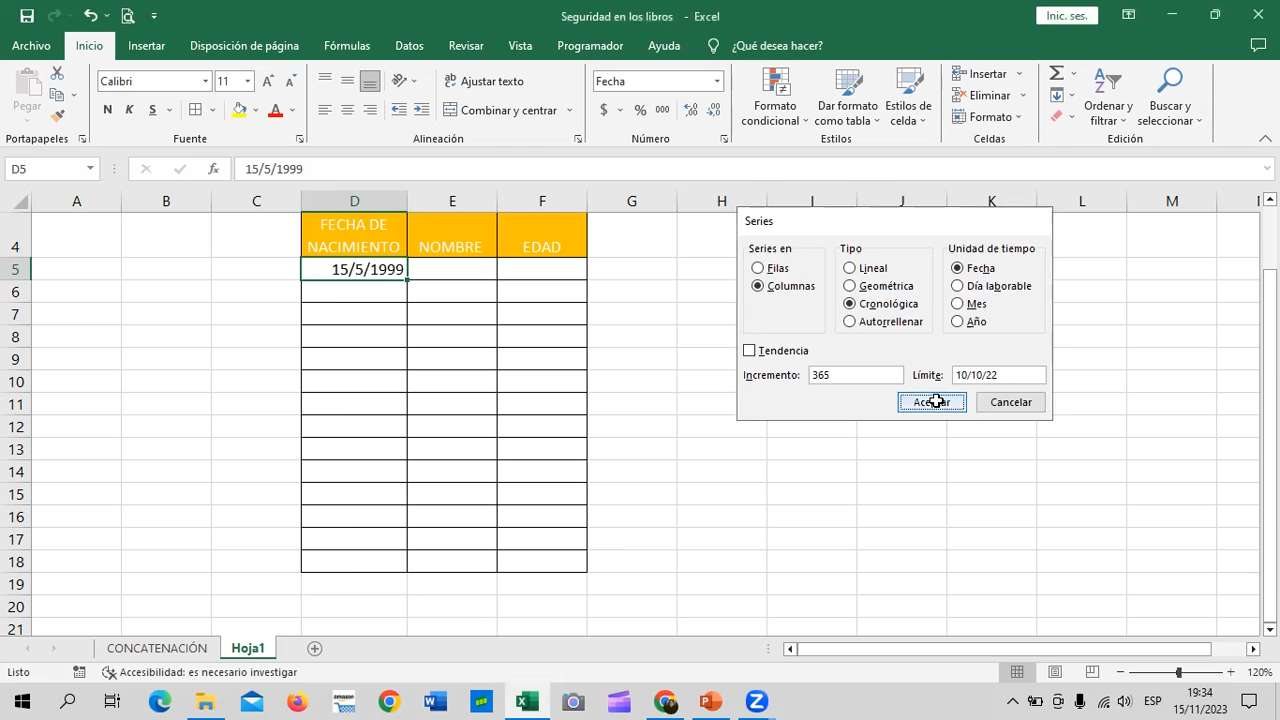 Seguridad en los libros - Excel
Inic. ses.
Archivo Inicio Insertar Disposición de página Fórmulas Datos Revisar Vista Programador Ayuda ¿Qué desea hacer?
Pegar
Calibri 11
N K S
Ajustar texto
Combinar y centrar
Fecha
$ % 000
Formato condicional
Dar formato como tabla
Estilos de celda
Insertar
Eliminar
Formato
Ordenar y filtrar
Buscar y seleccionar
Portapapeles Fuente Alineación Número Estilos Celdas Edición
D5 fx 15/5/1999
A B C D E F G H I J K L M
4 FECHA DE NACIMIENTO NOMBRE EDAD
5 15/5/1999
6
7
8
9
10
11
12
13
14
15
16
17
18
19
20
21
Series
Series en Tipo Unidad de tiempo
Filas Lineal Fecha
Columnas Geométrica Día laborable
Cronológica Mes
Autorrellenar Año
Tendencia
Incremento: 365 Límite: 10/10/22
Aceptar Cancelar
CONCATENACIÓN Hoja1
Listo Accesibilidad: es necesario investigar 120%
amazon
ESP
19:34
15/11/2023